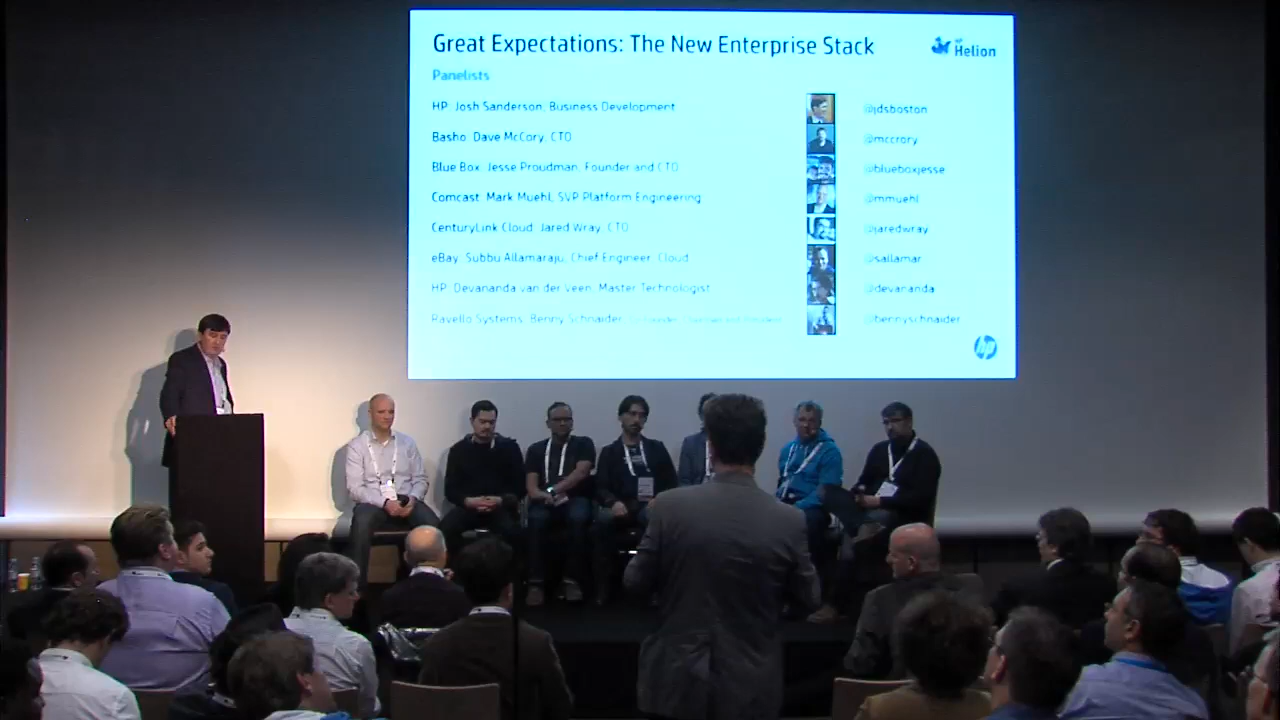 Great Expectations: The New Enterprise Stack
hp Helion
Panelists
HP: Josh Sanderson, Business Development @jdsboston
Basho: Dave McCory, CTO @mccrory
Blue Box: Jesse Proudman, Founder and CTO @blueboxjesse
Comcast: Mark Muehl, SVP Platform Engineering @mmuehl
CenturyLink Cloud: Jared Wray, CTO @jaredwray
eBay: Subbu Allamaraju, Chief Engineer, Cloud @sallamar
HP: Devananda van der Veen, Master Technologist @devananda
Ravello Systems: Benny Schnaider, @bennyschnaider
hp